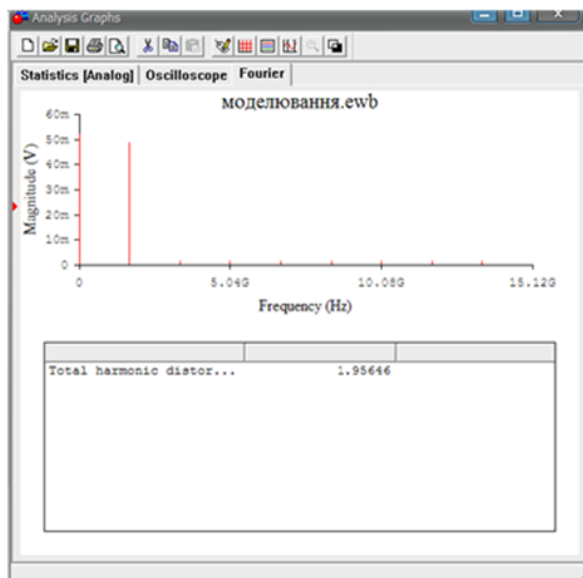 Analysis Graphs
Statistics [Analog] Oscilloscope Fourier
моделювання.ewb
60m
50m
40m
30m
20m
10m
0
Magnitude (V)
0 5.04G 10.08G 15.12G
Frequency (Hz)
Total harmonic distor... 1.95646